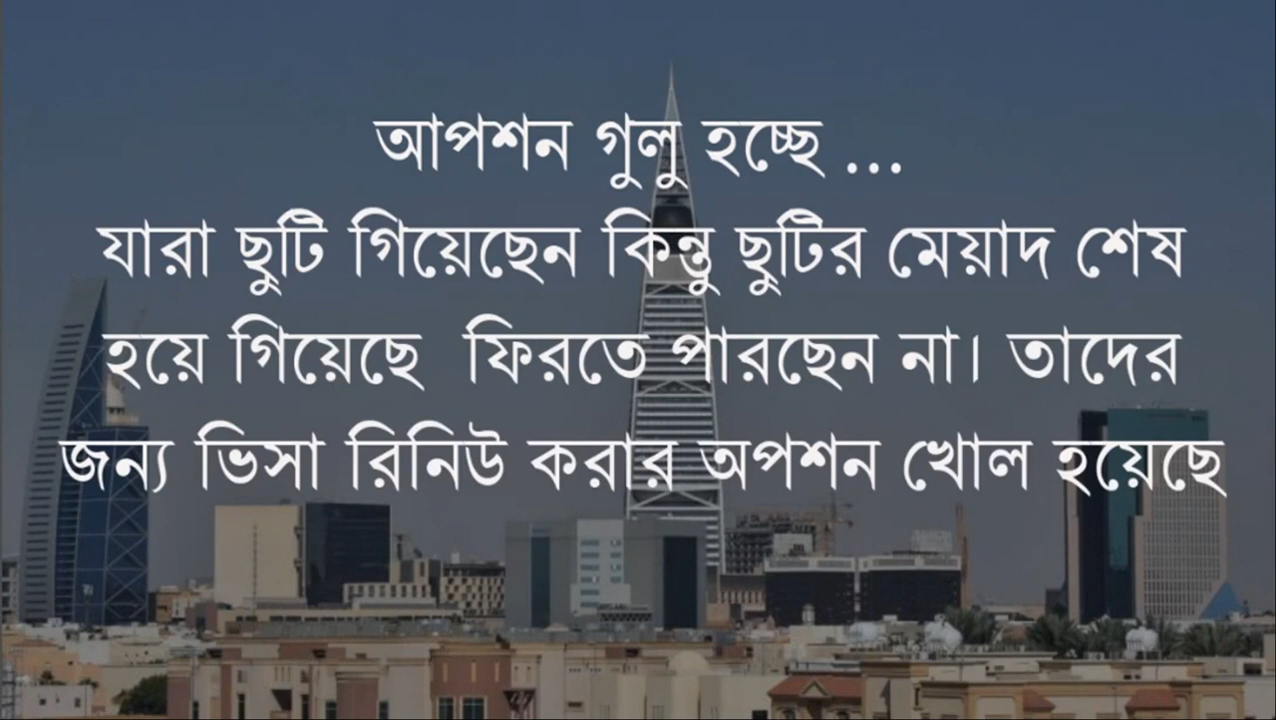 আপশন গুলু হচ্ছে ...
যারা ছুটি গিয়েছেন কিন্তু ছুটির মেয়াদ শেষ
হয়ে গিয়েছে ফিরতে পারছেন না। তাদের
জন্য ভিসা রিনিউ করার অপশন খোল হয়েছে